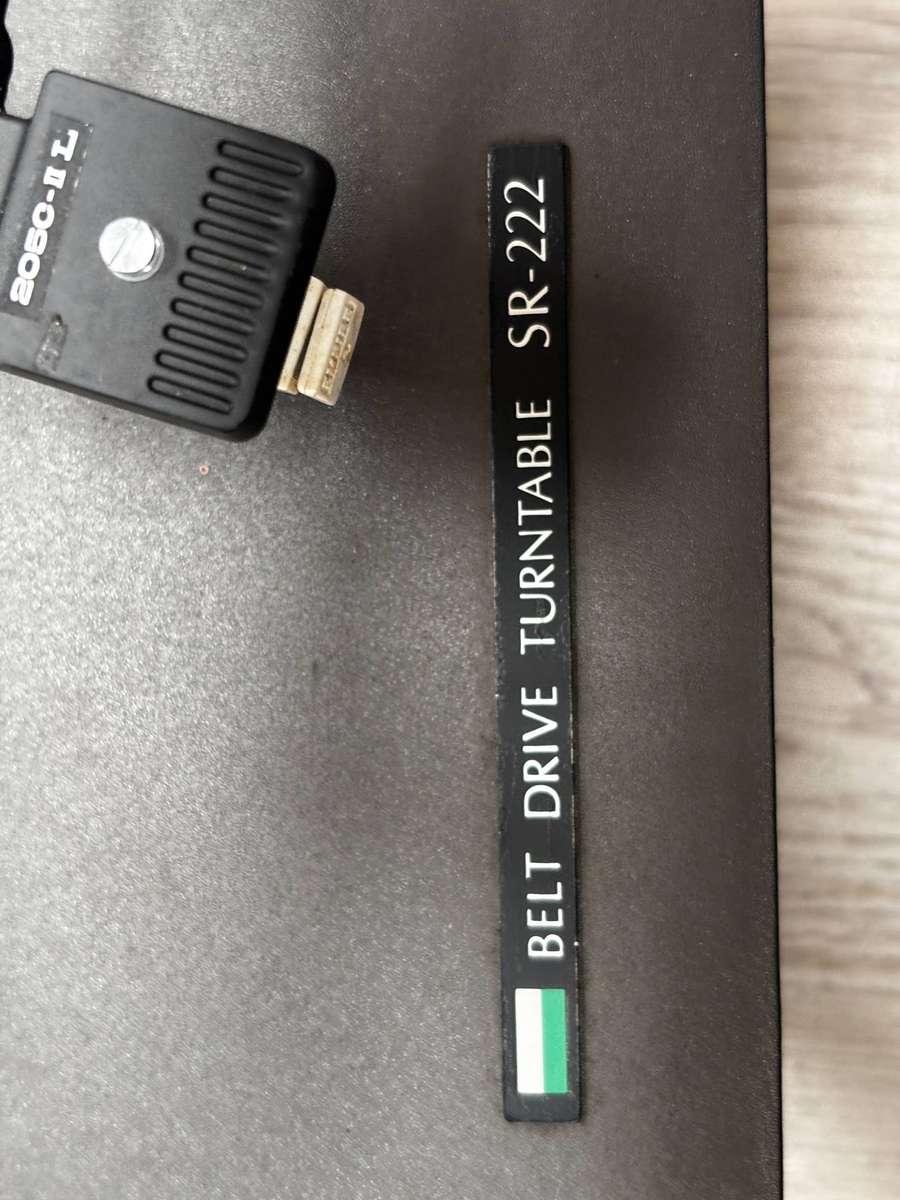 2050-II L
BELT DRIVE TURNTABLE SR-222